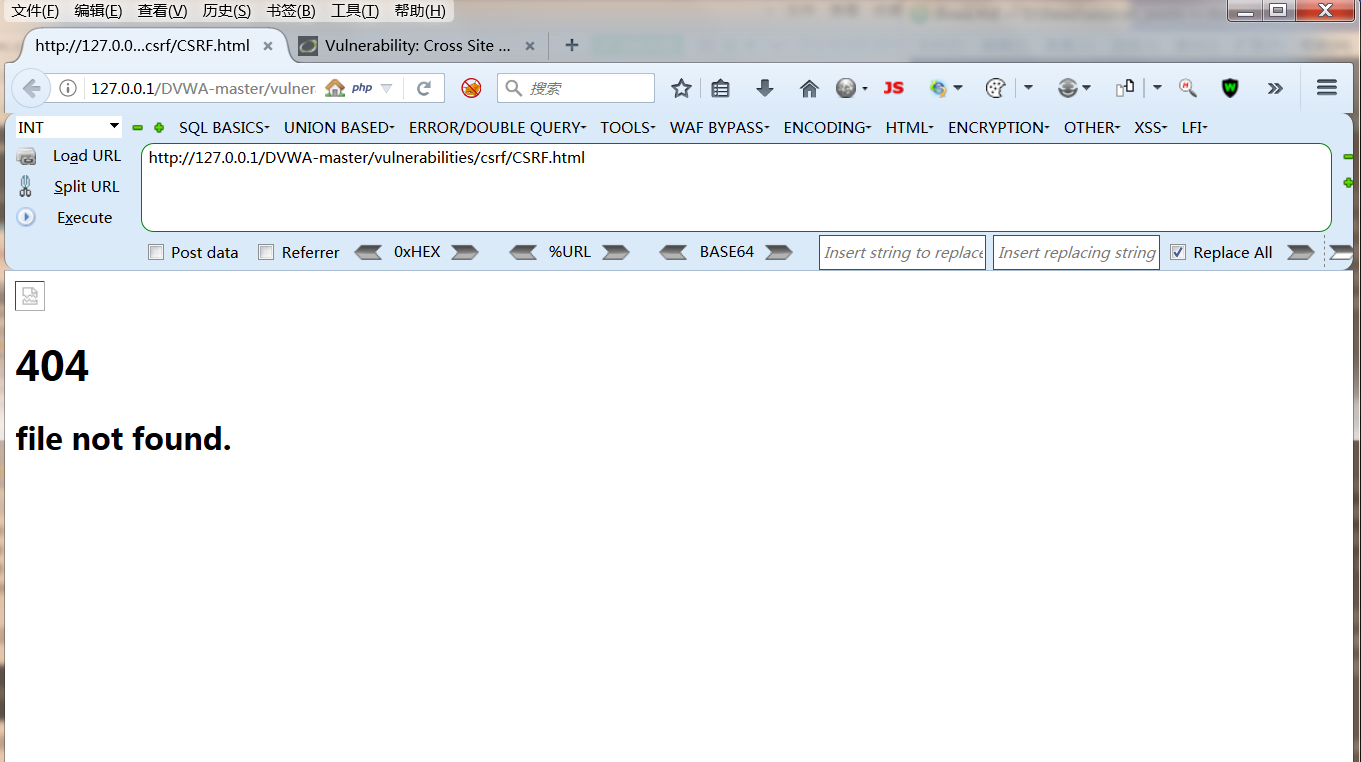 文件(F) 编辑(E) 查看(V) 历史(S) 书签(B) 工具(T) 帮助(H)
http://127.0.0...csrf/CSRF.html × Vulnerability: Cross Site ... × +
127.0.0.1/DVWA-master/vulnera php 搜索 JS
INT SQL BASICS UNION BASED ERROR/DOUBLE QUERY TOOLS WAF BYPASS ENCODING HTML ENCRYPTION OTHER XSS LFI
Load URL http://127.0.0.1/DVWA-master/vulnerabilities/csrf/CSRF.html
Split URL
Execute
Post data Referrer 0xHEX %URL BASE64 Insert string to replace Insert replacing string Replace All
404
file not found.